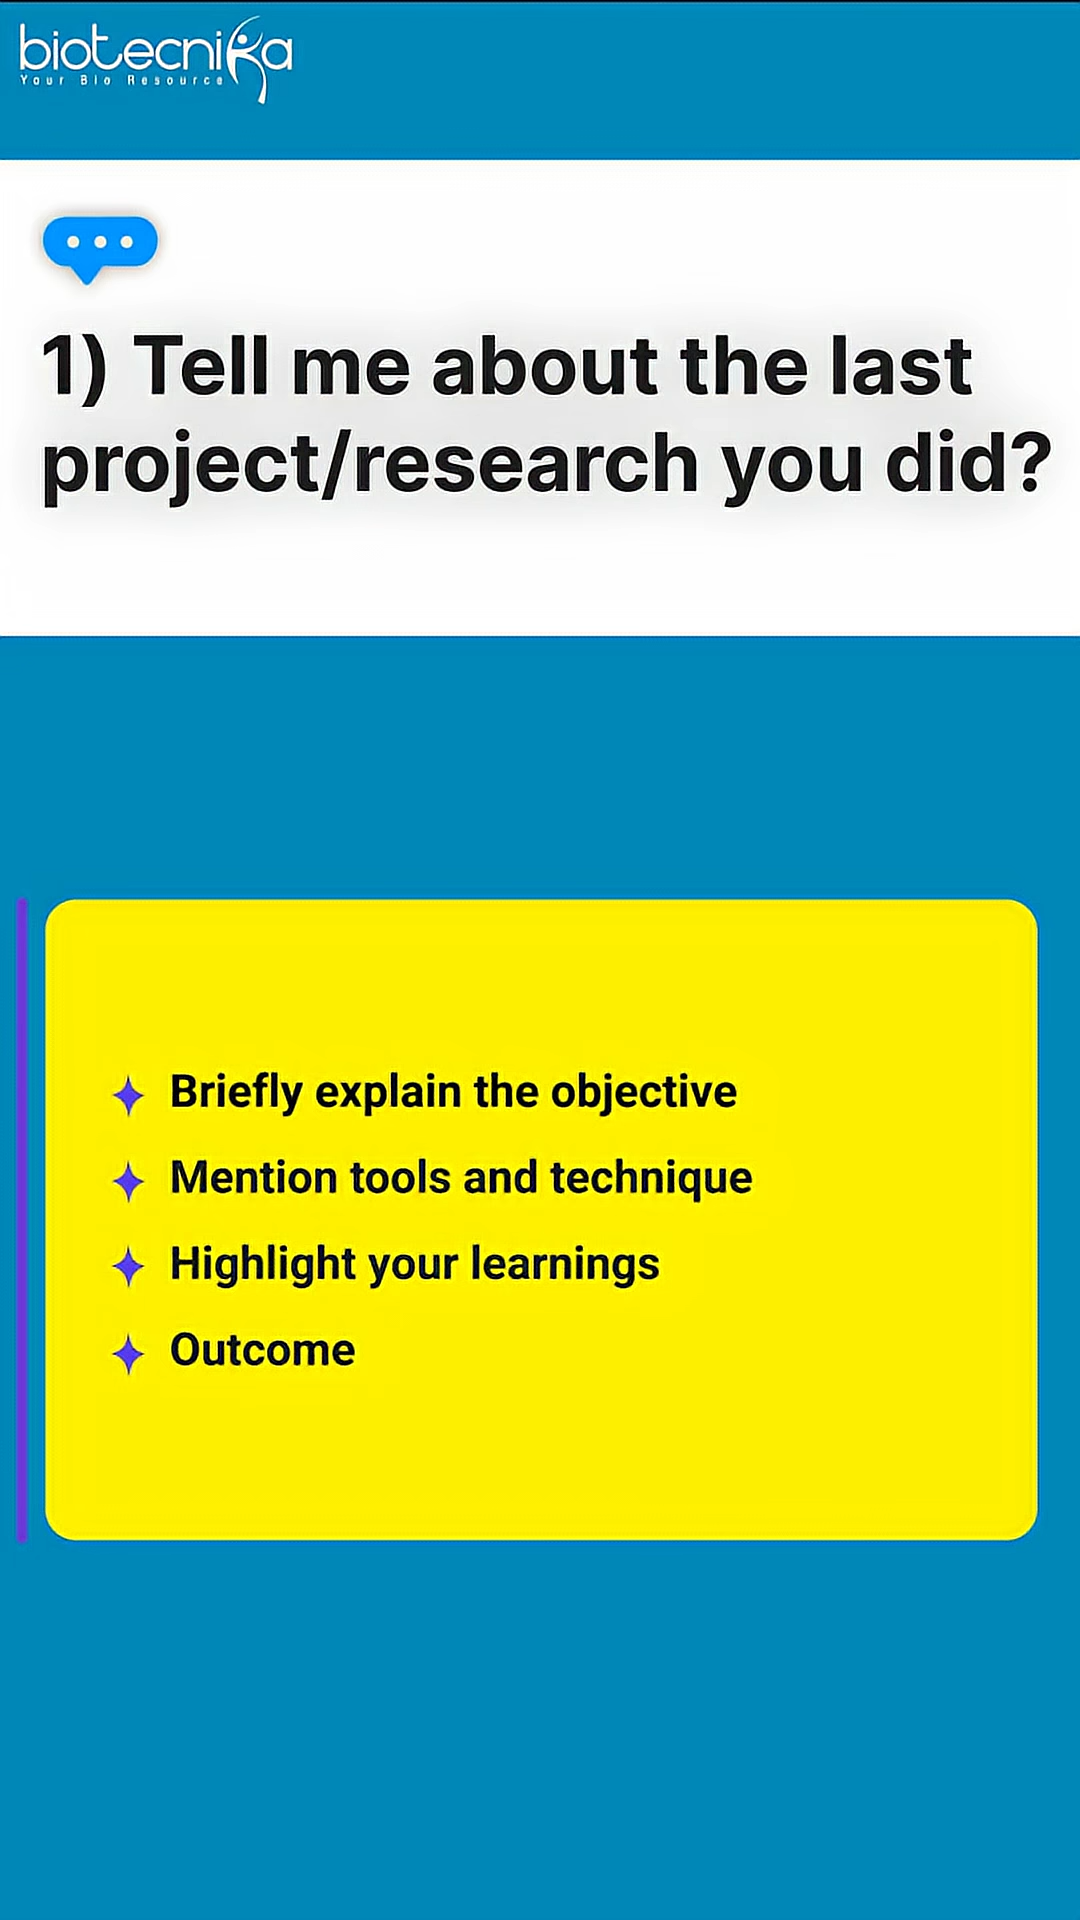 biotecnika
Your Bio Resource
1) Tell me about the last
project/research you did?
Briefly explain the objective
Mention tools and technique
Highlight your learnings
Outcome